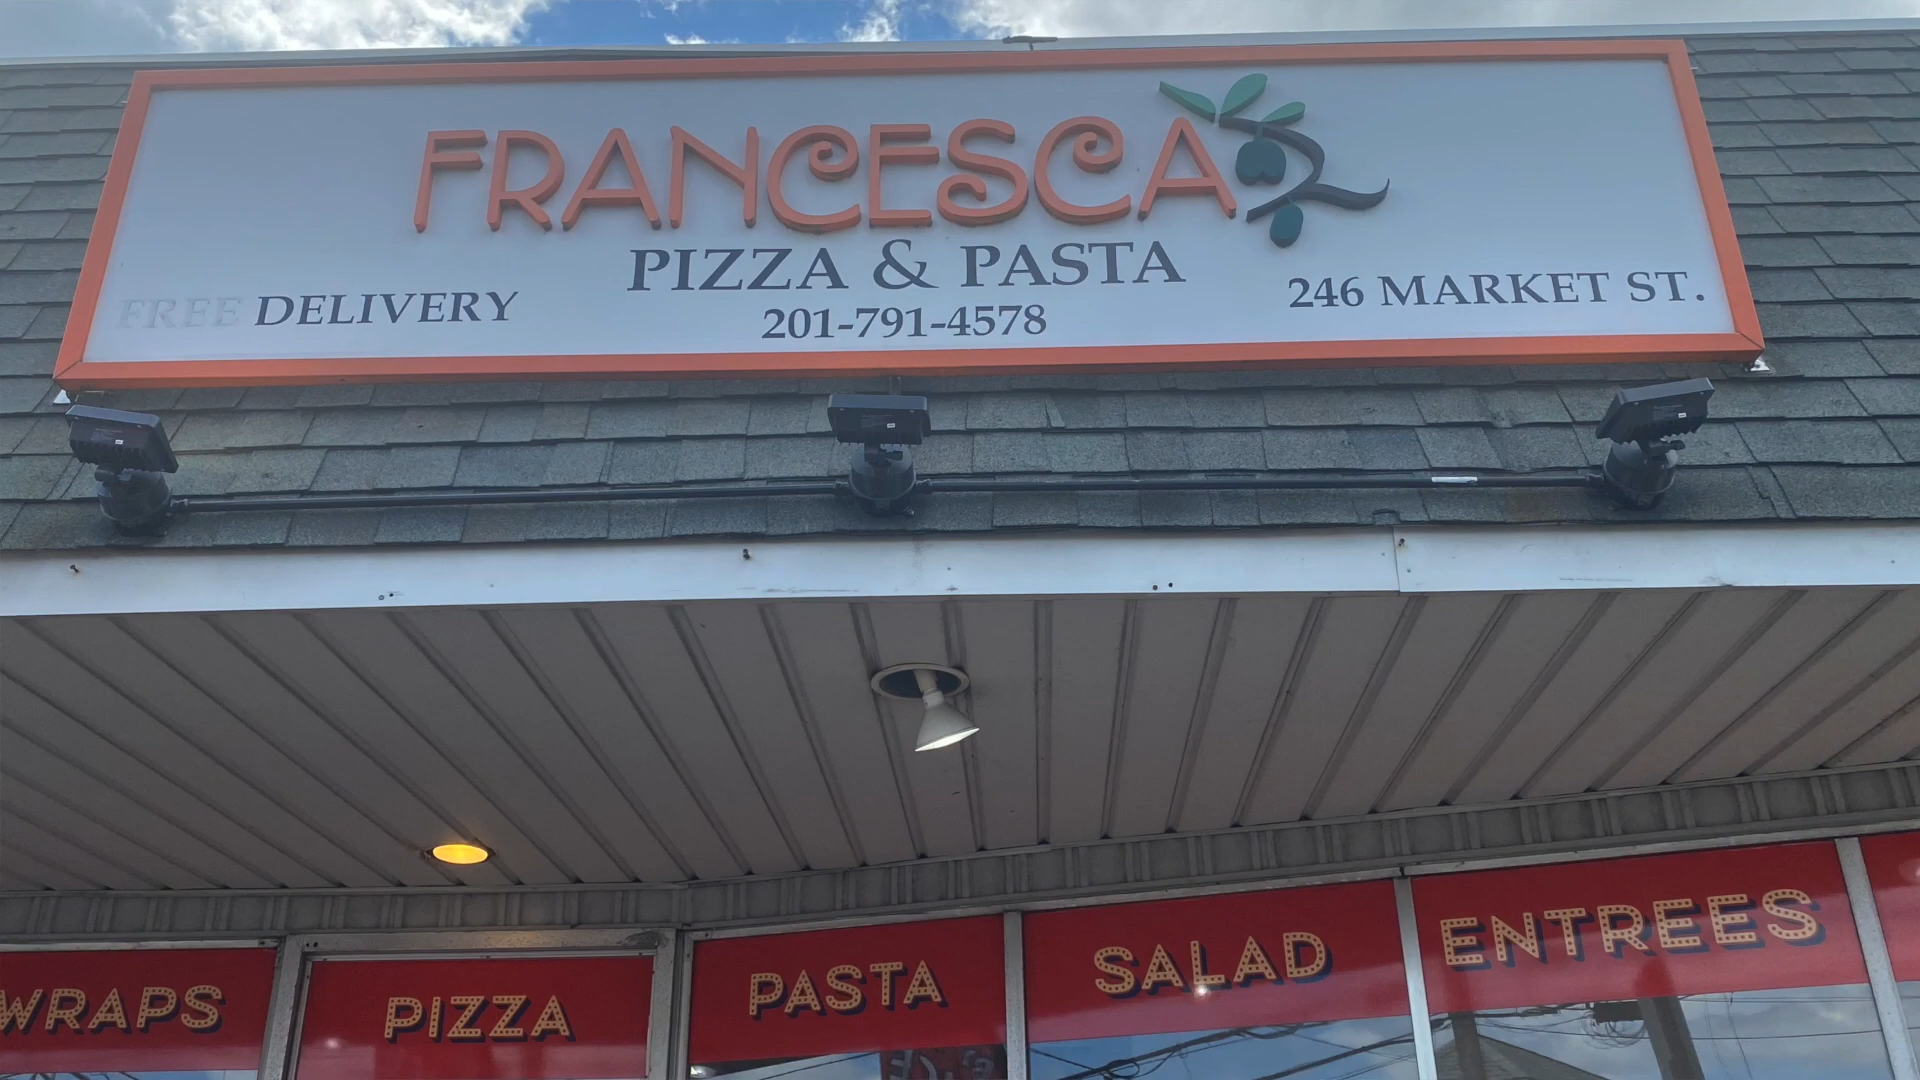 FRANCESCA
PIZZA & PASTA
FREE DELIVERY
201-791-4578
246 MARKET ST.
WRAPS
PIZZA
PASTA
SALAD
ENTREES